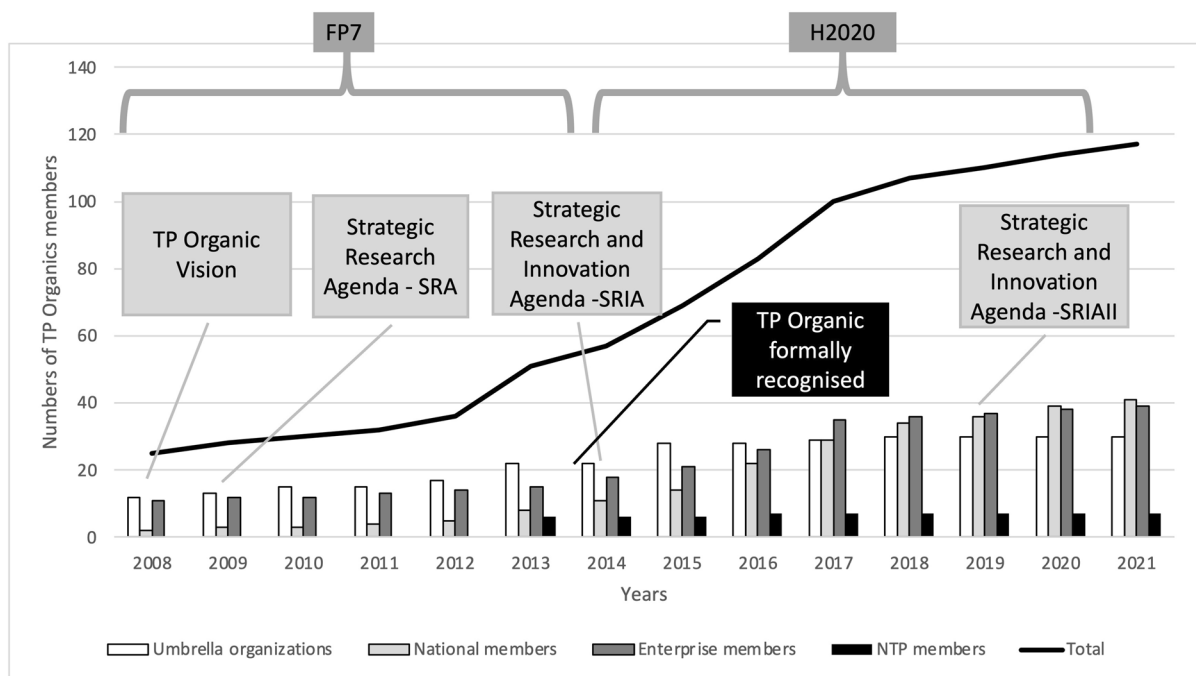 FP7
H2020
140
120
100
80
60
40
20
0
Numbers of TP Organics members
TP Organic
Vision
Strategic
Research
Agenda - SRA
Strategic
Research and
Innovation
Agenda -SRIA
TP Organic
formally
recognised
Strategic
Research and
Innovation
Agenda -SRIAII
2008 2009 2010 2011 2012 2013 2014 2015 2016 2017 2018 2019 2020 2021
Years
Umbrella organizations National members Enterprise members NTP members Total